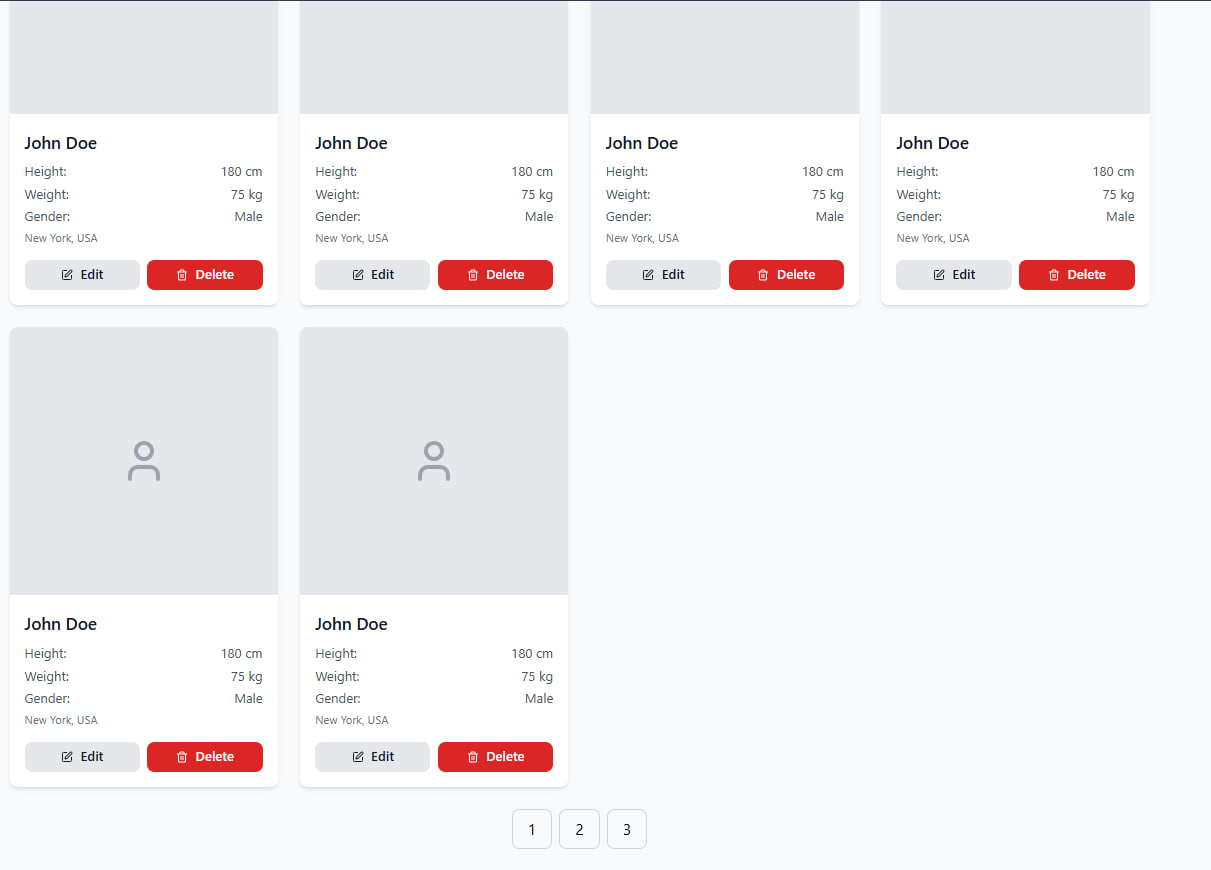 John Doe John Doe John Doe John Doe
Height: 180 cm Height: 180 cm Height: 180 cm Height: 180 cm
Weight: 75 kg Weight: 75 kg Weight: 75 kg Weight: 75 kg
Gender: Male Gender: Male Gender: Male Gender: Male
New York, USA New York, USA New York, USA New York, USA
Edit Delete Edit Delete Edit Delete Edit Delete
John Doe John Doe
Height: 180 cm Height: 180 cm
Weight: 75 kg Weight: 75 kg
Gender: Male Gender: Male
New York, USA New York, USA
Edit Delete Edit Delete
1 2 3